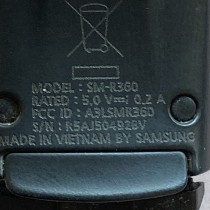 MODEL : SM-R360
RATED : 5.0 V⎓; 0.2 A
FCC ID : A3LSMR360
S/N : R5AJ50492BV
MADE IN VIETNAM BY SAMSUNG